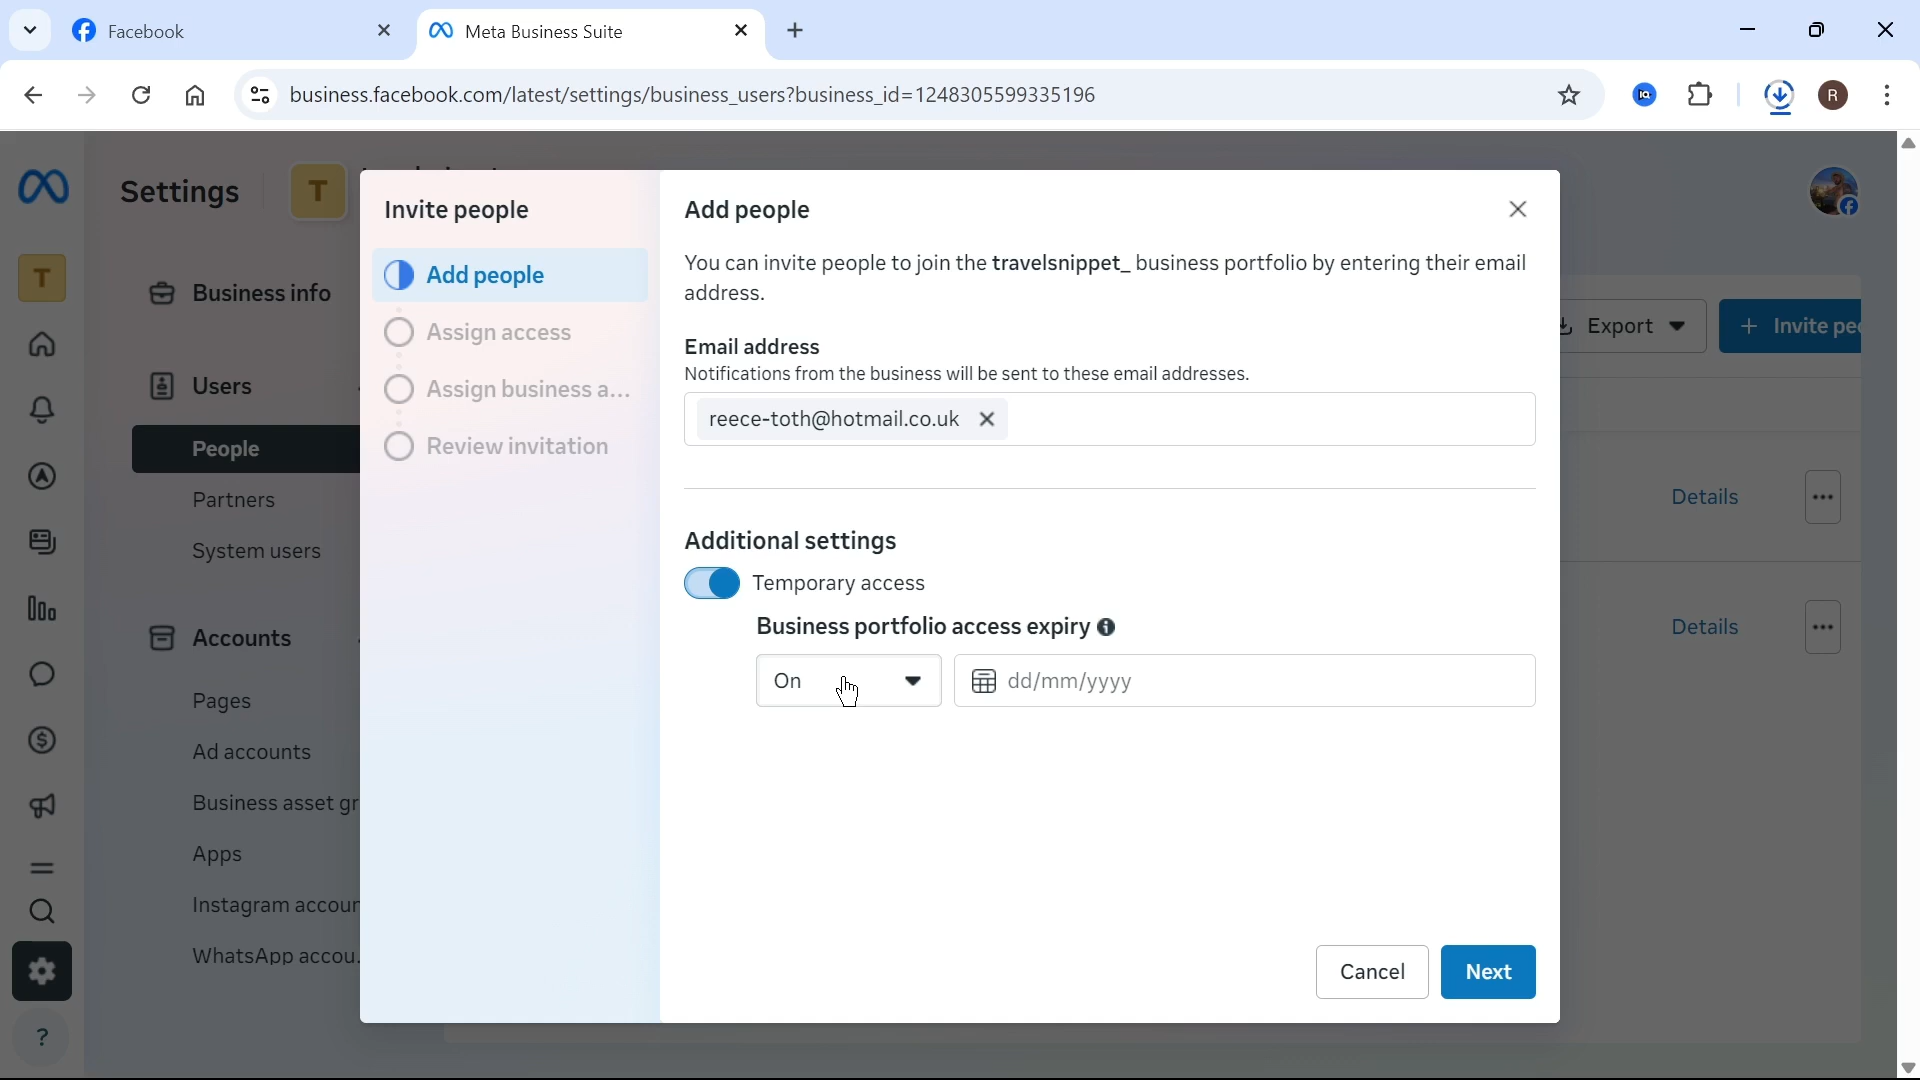 Facebook
Meta Business Suite
business.facebook.com/latest/settings/business_users?business_id=1248305599335196
R
Settings
T
T
Business info
Users
People
Partners
System users
Accounts
Pages
Ad accounts
Business asset gr
Apps
Instagram accour
WhatsApp accou.
?
Invite people
Add people
Assign access
Assign business a...
Review invitation
Add people
You can invite people to join the travelsnippet_ business portfolio by entering their email
address.
Email address
Notifications from the business will be sent to these email addresses.
reece-toth@hotmail.co.uk
Additional settings
Temporary access
Business portfolio access expiry
On
dd/mm/yyyy
Cancel
Next
Export
+ Invite pe
Details
Details